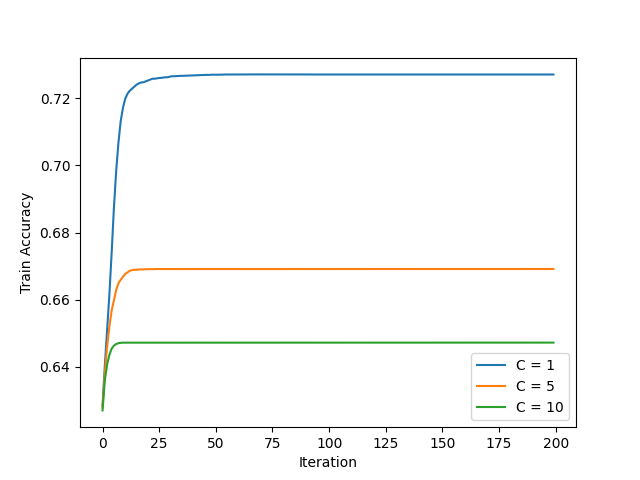 0.72
0.70
0.68
0.66
0.64
Train Accuracy
0 25 50 75 100 125 150 175 200
Iteration
C = 1
C = 5
C = 10